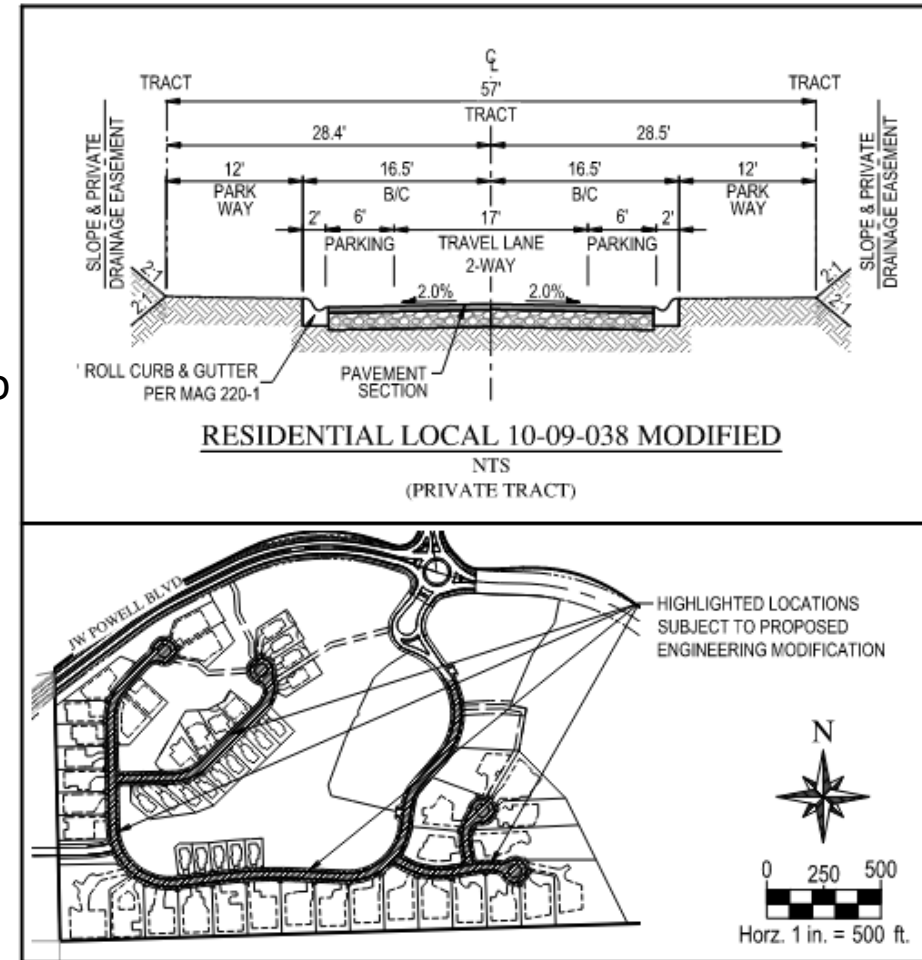 ℄
TRACT
TRACT
57'
TRACT
28.4'
28.5'
SLOPE & PRIVATE
DRAINAGE EASEMENT
SLOPE & PRIVATE
DRAINAGE EASEMENT
12'
16.5'
16.5'
12'
PARK
WAY
B/C
B/C
PARK
WAY
2'
6'
17'
6'
2'
PARKING
TRAVEL LANE
PARKING
2-WAY
2:1
2:1
2.0%
2.0%
2:1
2:1
' ROLL CURB & GUTTER
PER MAG 220-1
PAVEMENT
SECTION
RESIDENTIAL LOCAL 10-09-038 MODIFIED
NTS
(PRIVATE TRACT)
JW POWELL BLVD
HIGHLIGHTED LOCATIONS
SUBJECT TO PROPOSED
ENGINEERING MODIFICATION
N
0 250 500
Horz. 1 in. = 500 ft.